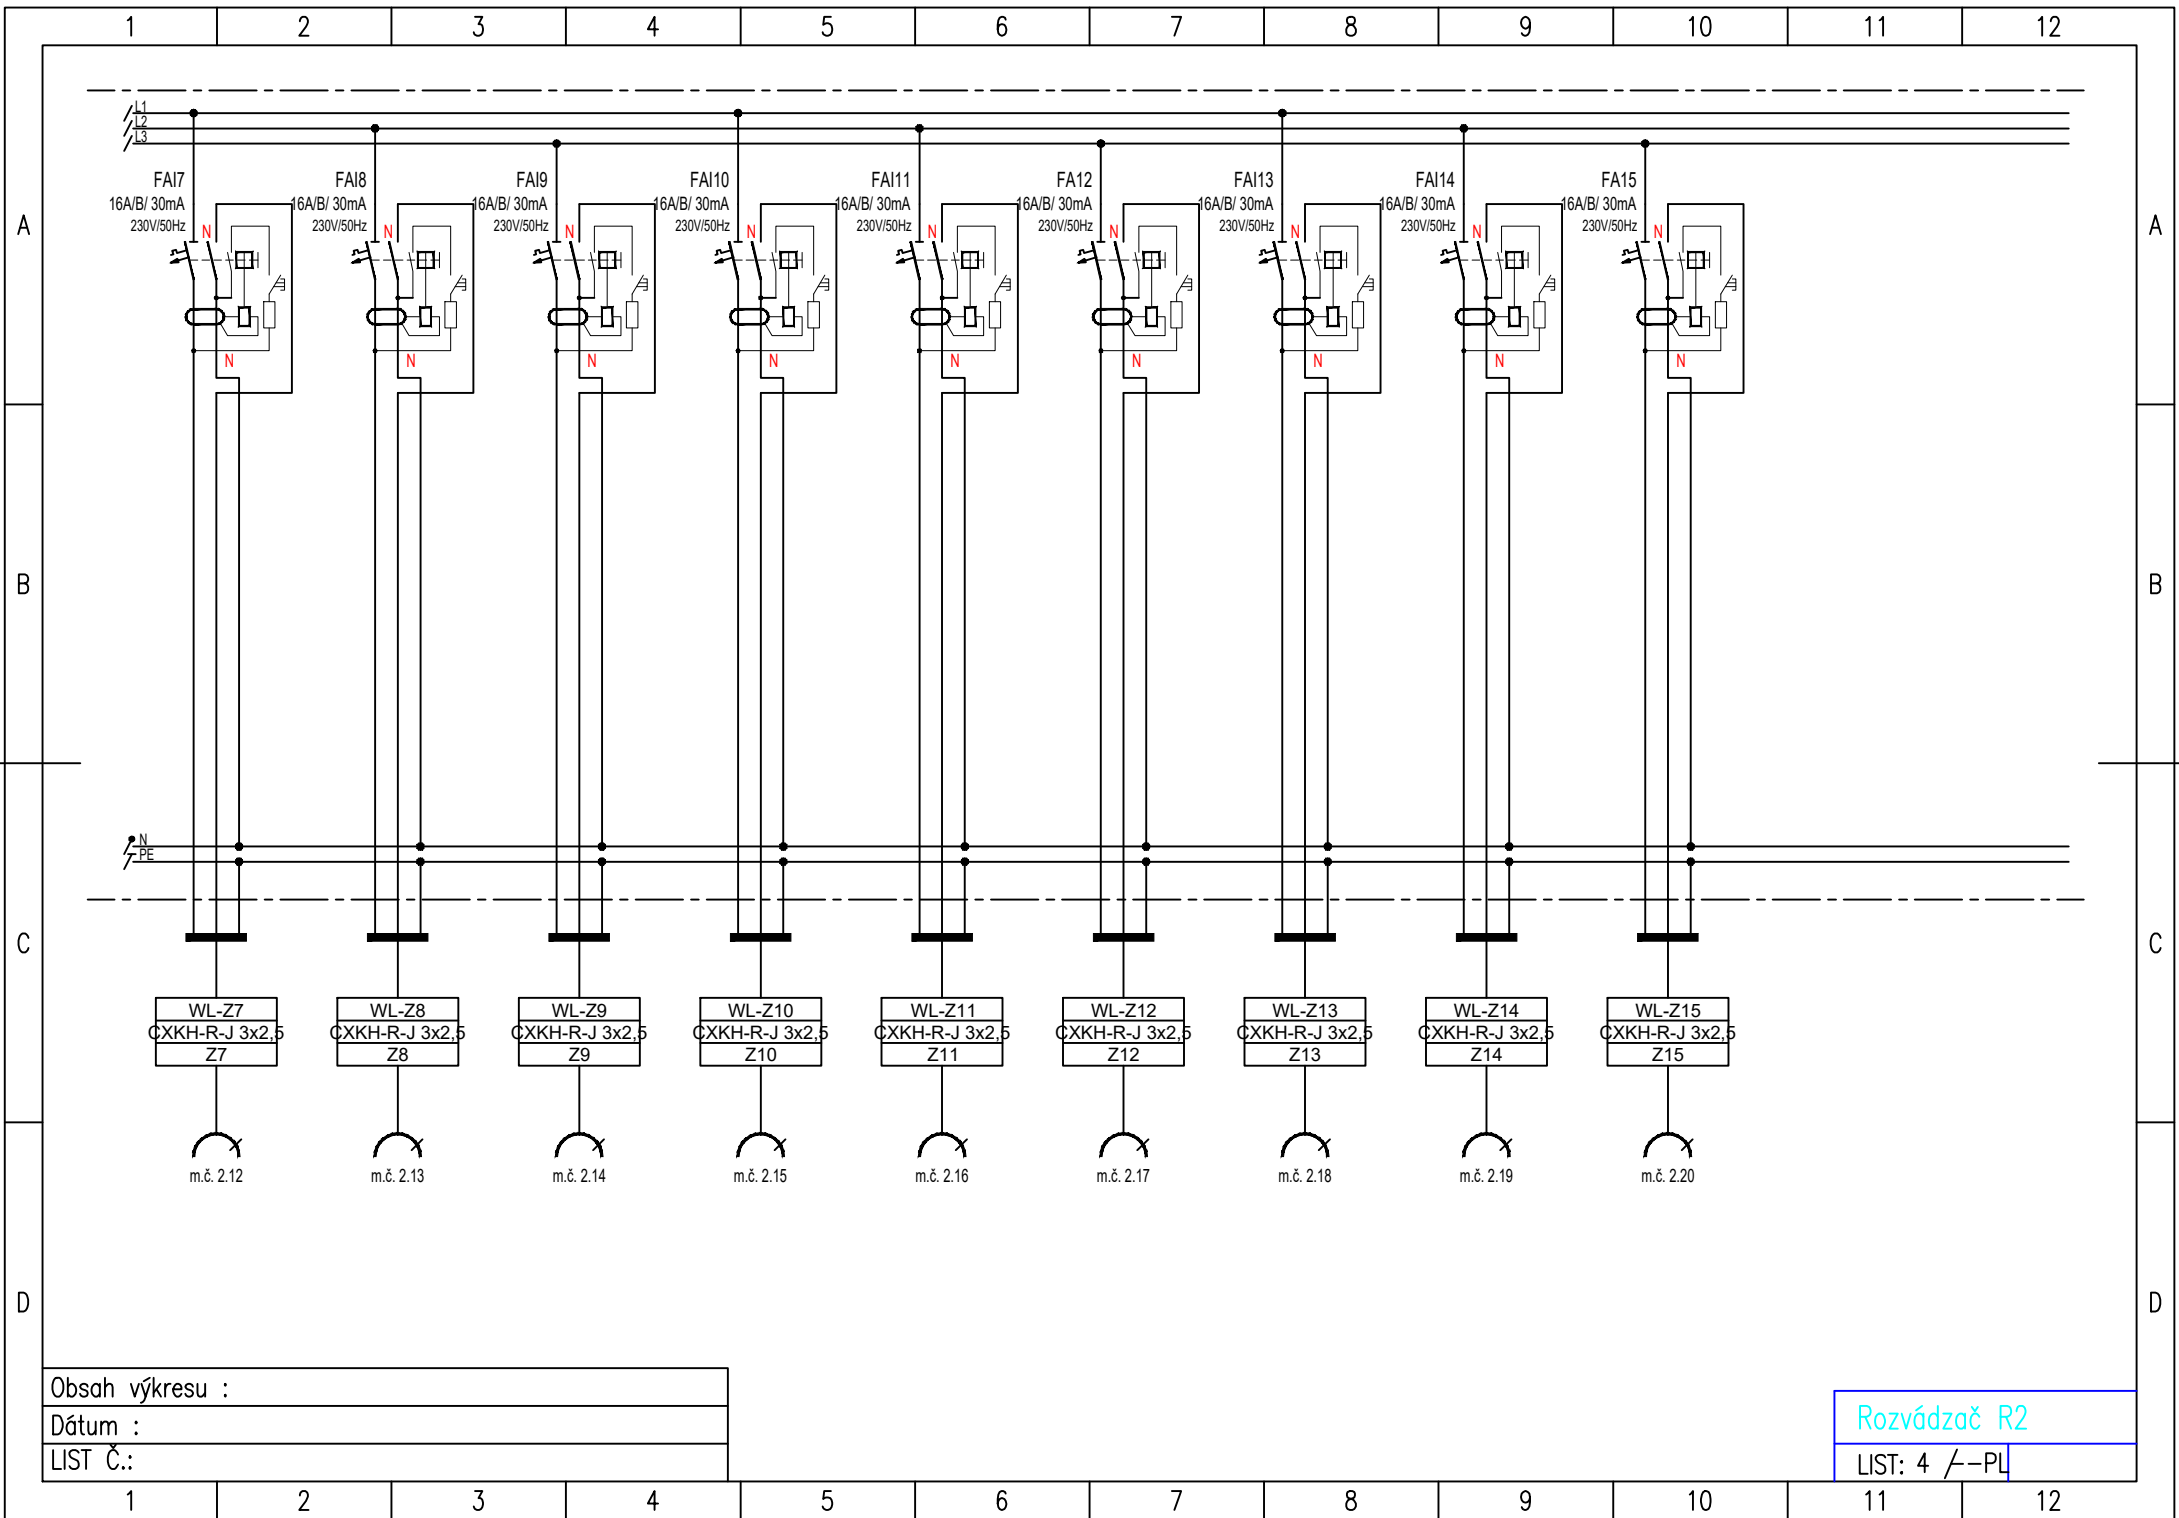 1 2 3 4 5 6 7 8 9 10 11 12
L1
L2
L3
FAI7 FAI8 FAI9 FAI10 FAI11 FA12 FAI13 FAI14 FA15
16A/B/ 30mA 16A/B/ 30mA 16A/B/ 30mA 16A/B/ 30mA 16A/B/ 30mA 16A/B/ 30mA 16A/B/ 30mA 16A/B/ 30mA 16A/B/ 30mA
A 230V/50Hz 230V/50Hz 230V/50Hz 230V/50Hz 230V/50Hz 230V/50Hz 230V/50Hz 230V/50Hz 230V/50Hz A
N N N N N N N N N
N N N N N N N N N
B B
N
PE
C C
WL-Z7 WL-Z8 WL-Z9 WL-Z10 WL-Z11 WL-Z12 WL-Z13 WL-Z14 WL-Z15
CXKH-R-J 3x2,5 CXKH-R-J 3x2,5 CXKH-R-J 3x2,5 CXKH-R-J 3x2,5 CXKH-R-J 3x2,5 CXKH-R-J 3x2,5 CXKH-R-J 3x2,5 CXKH-R-J 3x2,5 CXKH-R-J 3x2,5
Z7 Z8 Z9 Z10 Z11 Z12 Z13 Z14 Z15
m.č. 2.12 m.č. 2.13 m.č. 2.14 m.č. 2.15 m.č. 2.16 m.č. 2.17 m.č. 2.18 m.č. 2.19 m.č. 2.20
D D
Obsah výkresu :
Dátum :
LIST Č.:
Rozvádzač R2
LIST: 4 /--PL
1 2 3 4 5 6 7 8 9 10 11 12